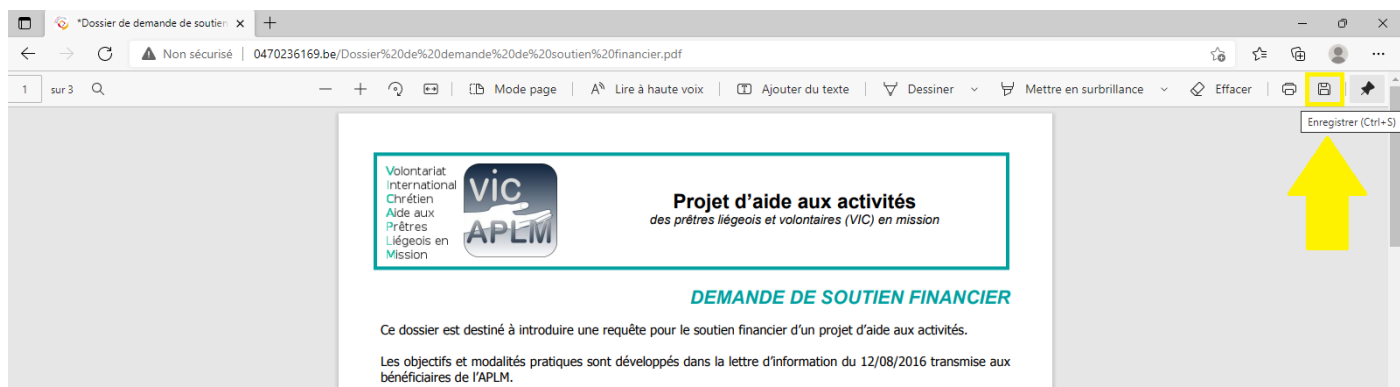 *Dossier de demande de soutien
Non sécurisé | 0470236169.be/Dossier%20de%20demande%20de%20soutien%20financier.pdf
1 sur 3 Mode page Lire à haute voix Ajouter du texte Dessiner Mettre en surbrillance Effacer
Enregistrer (Ctrl+S)
Volontariat
International
Chrétien
Aide aux
Prêtres
Liégeois en
Mission
VIC
APLM
Projet d'aide aux activités
des prêtres liégeois et volontaires (VIC) en mission
DEMANDE DE SOUTIEN FINANCIER
Ce dossier est destiné à introduire une requête pour le soutien financier d'un projet d'aide aux activités.
Les objectifs et modalités pratiques sont développés dans la lettre d'information du 12/08/2016 transmise aux
bénéficiaires de l'APLM.